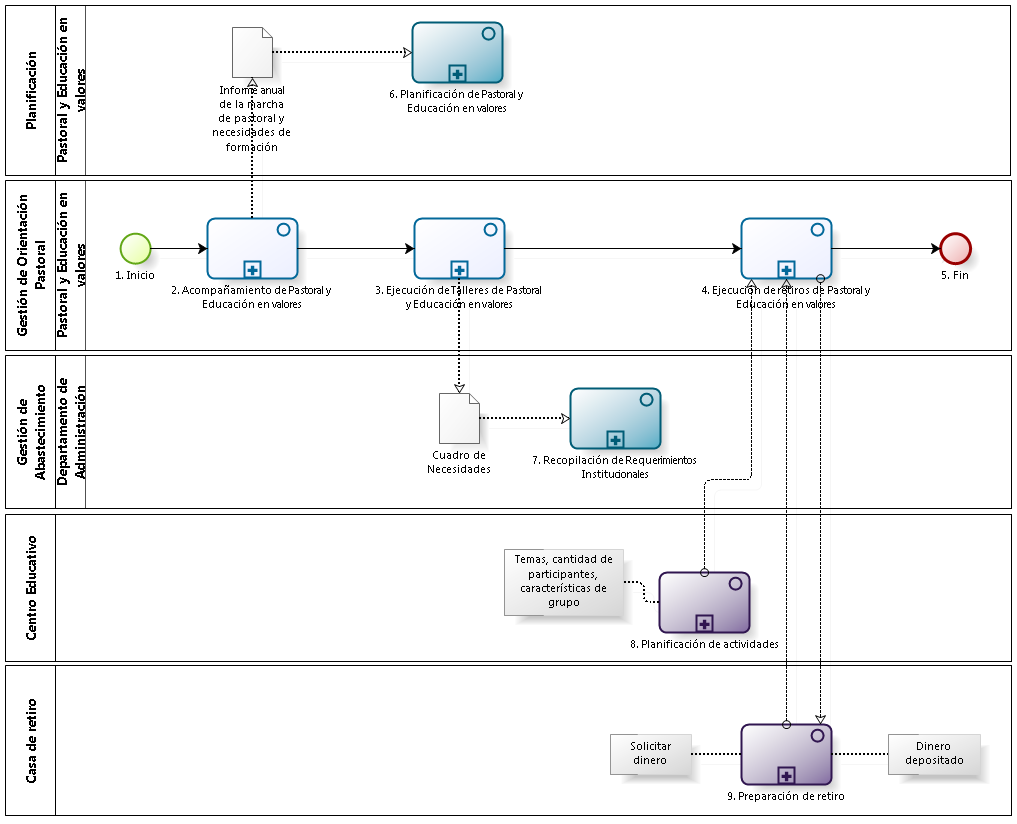 Planificación
Pastoral y Educación en
valores
Informe anual
de la marcha
de pastoral y
necesidades de
formación
6. Planificación de Pastoral y
Educación en valores
Gestión de Orientación
Pastoral
Pastoral y Educación en
valores
1. Inicio
2. Acompañamiento de Pastoral y
Educación en valores
3. Ejecución de Talleres de Pastoral
y Educación en valores
4. Ejecución de retiros de Pastoral y
Educación en valores
5. Fin
Gestión de
Abastecimiento
Departamento de
Administración
Cuadro de
Necesidades
7. Recopilación de Requerimientos
Institucionales
Centro Educativo
Temas, cantidad de
participantes,
características de
grupo
8. Planificación de actividades
Casa de retiro
Solicitar
dinero
9. Preparación de retiro
Dinero
depositado